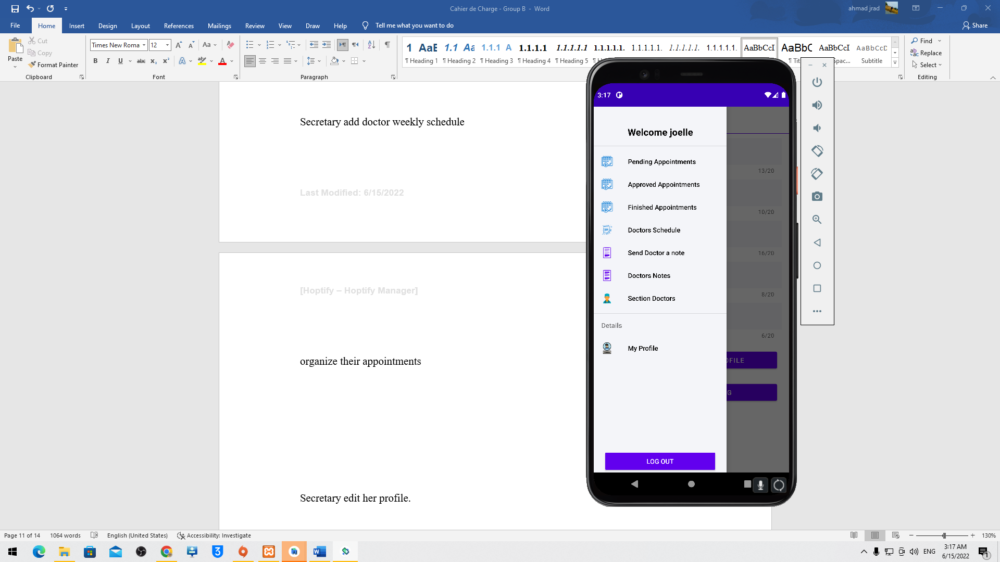 Cahier de Charge - Group B - Word
ahmad jrad
File
Home
Insert
Design
Layout
References
Mailings
Review
View
Draw
Help
Tell me what you want to do
Share
Paste
Cut
Copy
Format Painter
Clipboard
Times New Roma
12
Font
Paragraph
1 AaE
¶ Heading 1
1.1 Aa
¶ Heading 2
1.1.1 A
¶ Heading 3
1.1.1.1
¶ Heading 4
1.1.1.1.1
¶ Heading 5
1.1.1.1.1.
1.1.1.1.1.
1.1.1.1.1.
1.1.1.1.1.
AaBbCcI
AaBbCc
AaBbCcI
AaBbCcD
Subtitle
Find
Replace
Select
Editing
Secretary add doctor weekly schedule
Last Modified: 6/15/2022
[Hoptify – Hoptify Manager]
organize their appointments
Secretary edit her profile.
3:17
Welcome joelle
Pending Appointments
Approved Appointments
Finished Appointments
Doctors Schedule
Send Doctor a note
Doctors Notes
Section Doctors
Details
My Profile
LOG OUT
13/20
10/20
16/20
8/20
6/20
OFILE
G
Page 11 of 14
1064 words
English (United States)
Accessibility: Investigate
130%
ENG
3:17 AM
6/15/2022
1